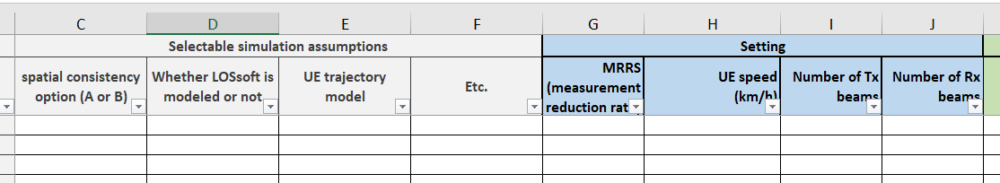 C D E F G H I J
Selectable simulation assumptions Setting
spatial consistency option (A or B)
Whether LOSsoft is modeled or not
UE trajectory model
Etc.
MRRS (measurement reduction rat
UE speed (km/h)
Number of Tx beams
Number of Rx beams